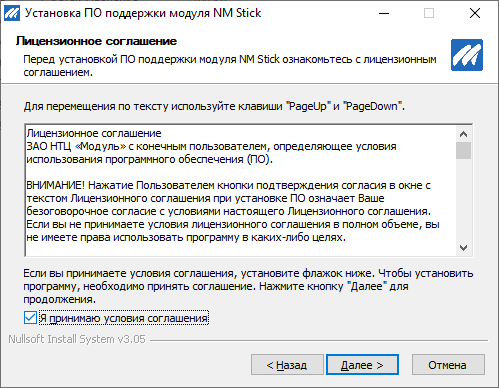 Установка ПО поддержки модуля NM Stick
Лицензионное соглашение
Перед установкой ПО поддержки модуля NM Stick ознакомьтесь с лицензионным
соглашением.
Для перемещения по тексту используйте клавиши "PageUp" и "PageDown".
Лицензионное соглашение
ЗАО НТЦ «Модуль» с конечным пользователем, определяющее условия
использования программного обеспечения (ПО).
ВНИМАНИЕ! Нажатие Пользователем кнопки подтверждения согласия в окне с
текстом Лицензионного соглашения при установке ПО означает Ваше
безоговорочное согласие с условиями настоящего Лицензионного соглашения.
Если вы не принимаете условия лицензионного соглашения в полном объеме, вы
не имеете права использовать программу в каких-либо целях.
Если вы принимаете условия соглашения, установите флажок ниже. Чтобы установить
программу, необходимо принять соглашение. Нажмите кнопку "Далее" для
продолжения.
Я принимаю условия соглашения
Nullsoft Install System v3.05
< Назад
Далее >
Отмена